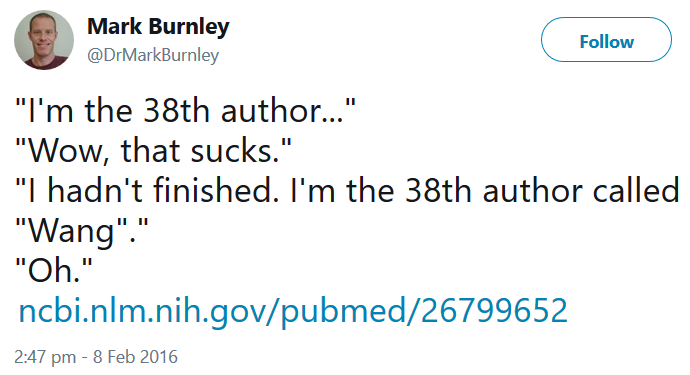 Mark Burnley
@DrMarkBurnley
Follow
"I'm the 38th author..."
"Wow, that sucks."
"I hadn't finished. I'm the 38th author called
"Wang"."
"Oh."
ncbi.nlm.nih.gov/pubmed/26799652
2:47 pm - 8 Feb 2016